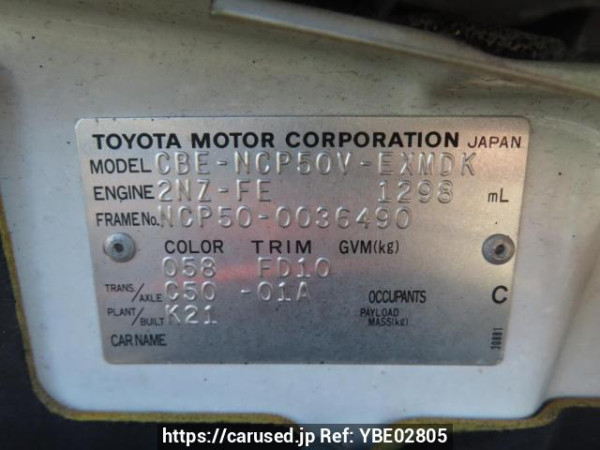 TOYOTA MOTOR CORPORATION JAPAN
MODEL CBE-NCP50V-EXMDK
ENGINE 2NZ-FE 1298 mL
FRAME No. NCP50-0036490
COLOR TRIM GVM(kg)
058 FD10
TRANS/AXLE C50 -01A OCCUPANTS C
PLANT/BUILT K21 PAYLOAD MASS(kg)
CAR NAME
30881
https://carused.jp Ref: YBE02805